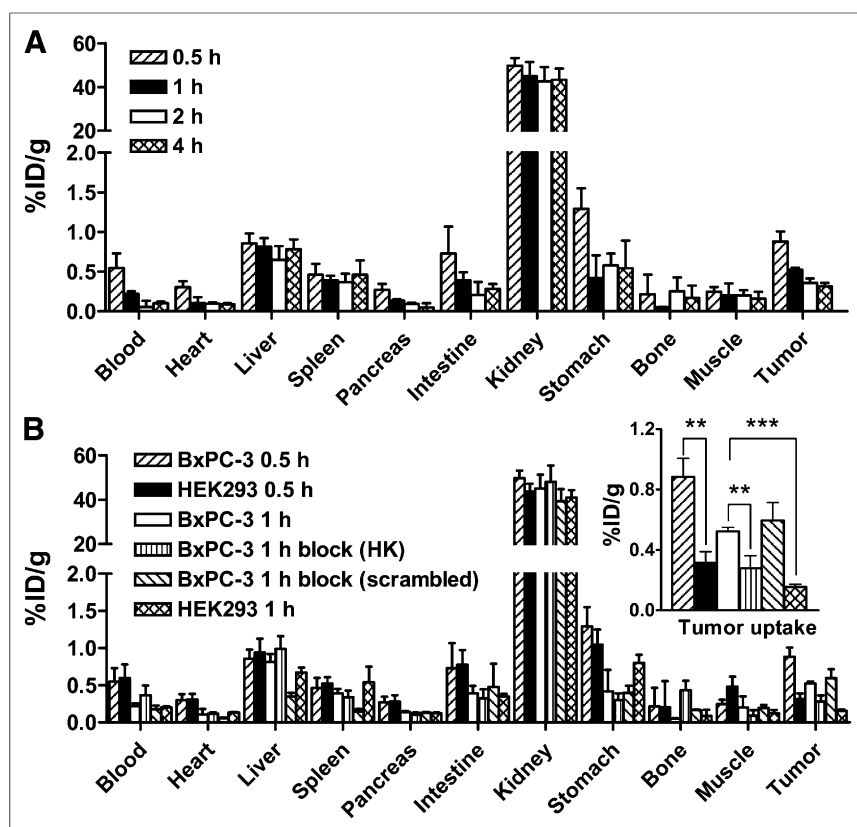 A
60
40
20
2.0
1.5
1.0
0.5
0.0
%ID/g
0.5 h
1 h
2 h
4 h
Blood
Heart
Liver
Spleen
Pancreas
Intestine
Kidney
Stomach
Bone
Muscle
Tumor
B
60
40
20
2.0
1.5
1.0
0.5
0.0
%ID/g
BxPC-3 0.5 h
HEK293 0.5 h
BxPC-3 1 h
BxPC-3 1 h block (HK)
BxPC-3 1 h block (scrambled)
HEK293 1 h
1.2
0.8
0.4
0.0
%ID/g
**
***
**
Tumor uptake
Blood
Heart
Liver
Spleen
Pancreas
Intestine
Kidney
Stomach
Bone
Muscle
Tumor